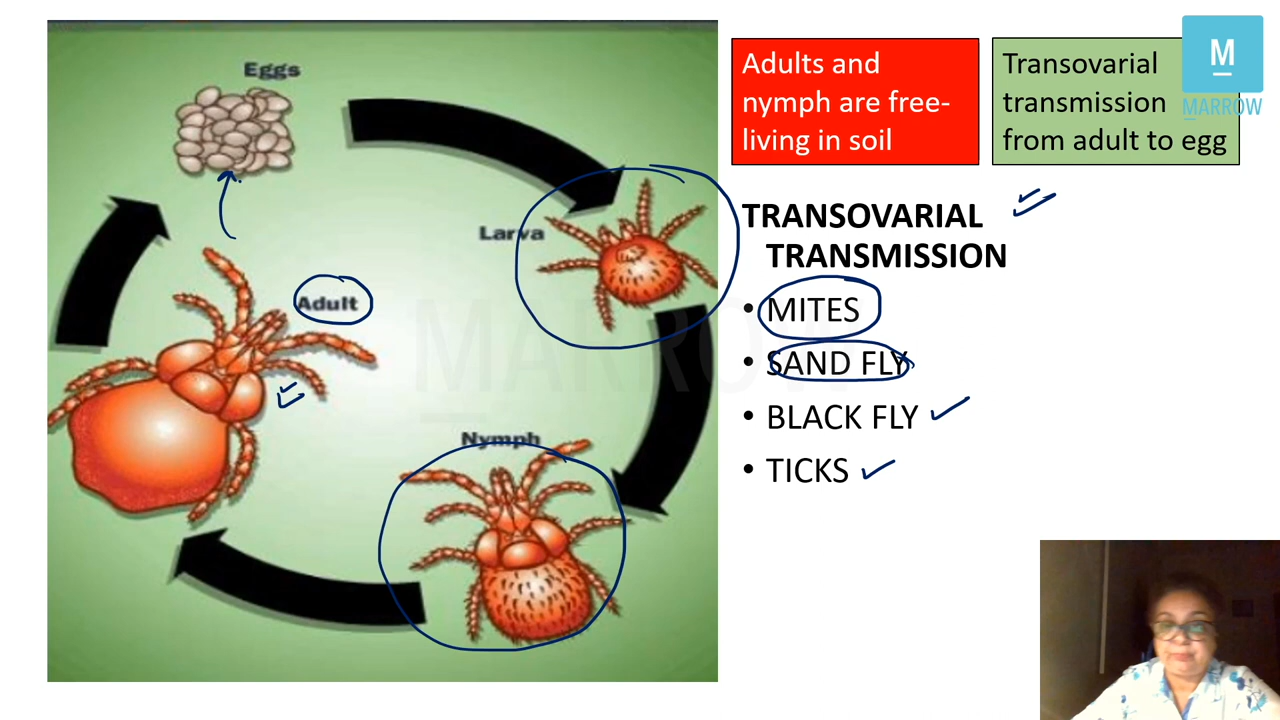 Eggs
Larva
Adult
Nymph
Adults and
nymph are free-
living in soil
Transovarial
transmission
from adult to egg
M
MARROW
TRANSOVARIAL
TRANSMISSION
• MITES
• SAND FLY
• BLACK FLY
• TICKS
MARROW